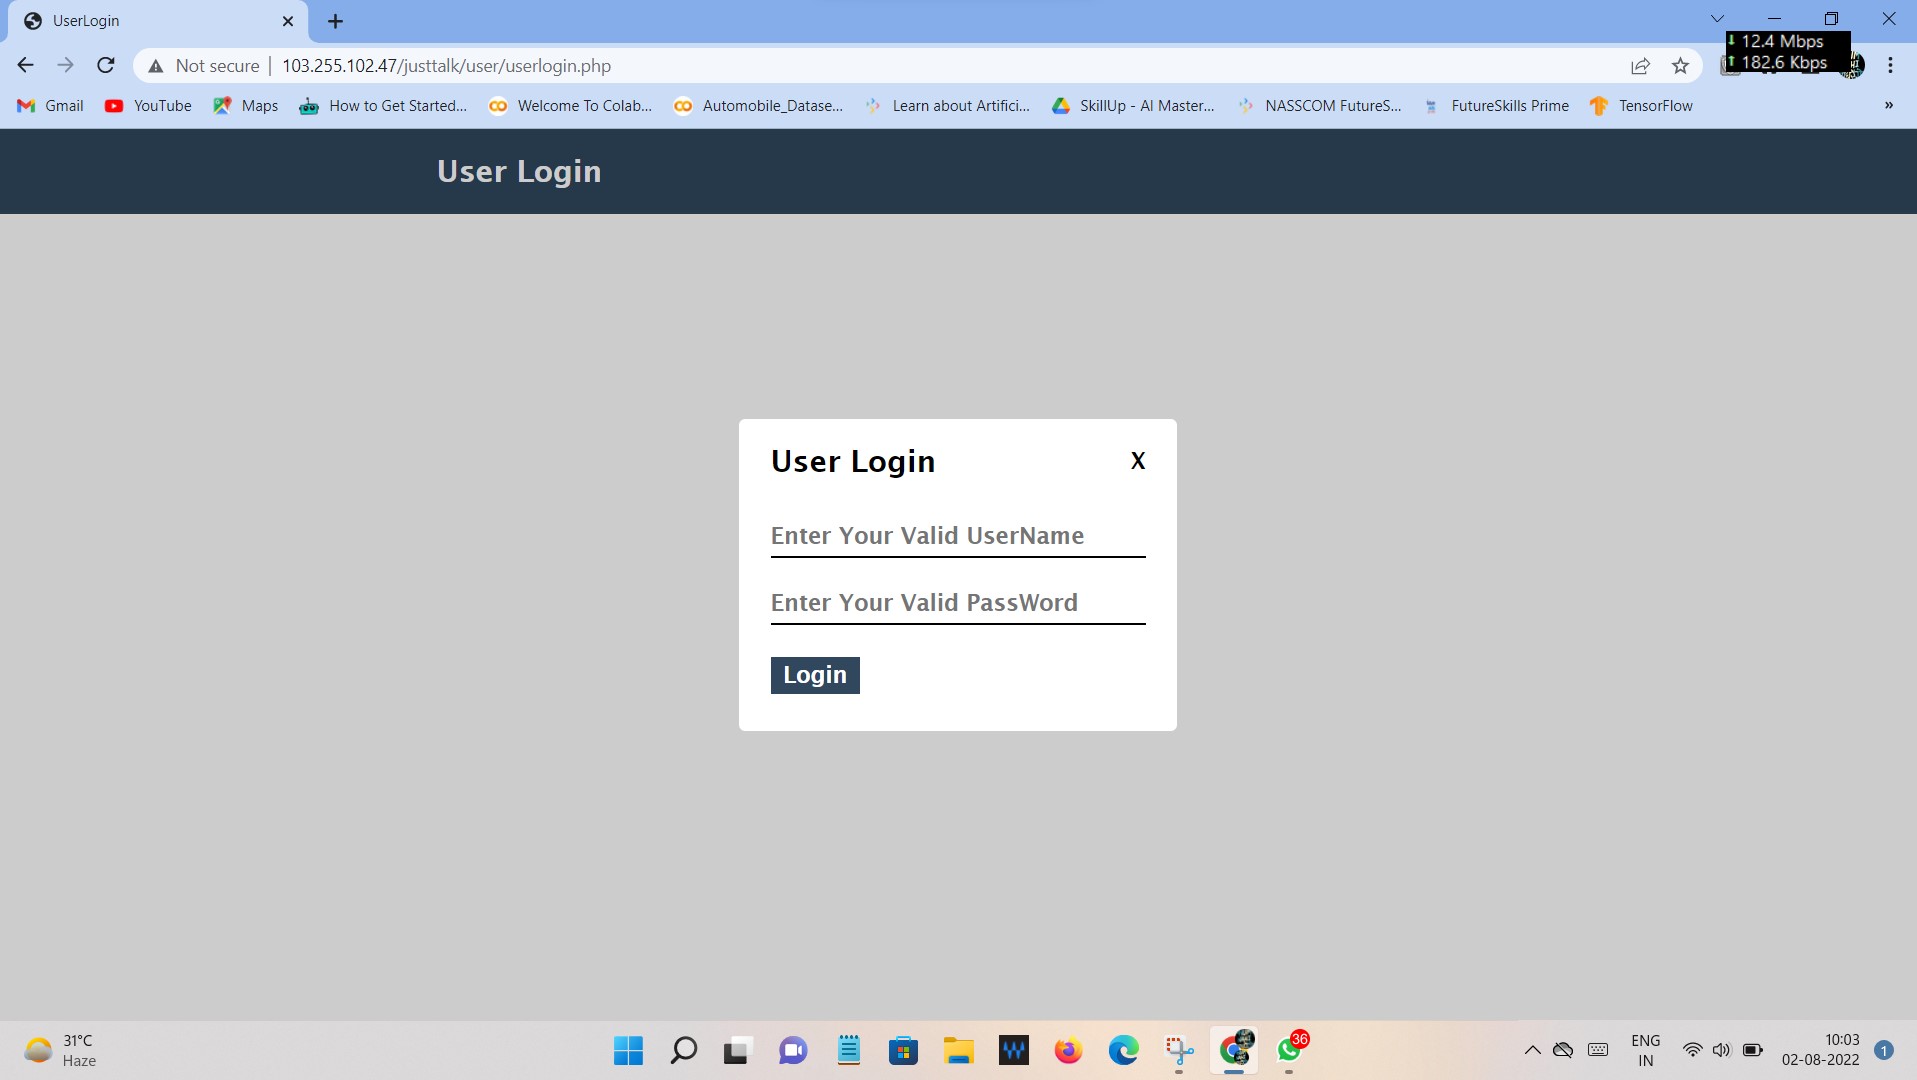 UserLogin
12.4 Mbps
182.6 Kbps
Not secure
103.255.102.47/justtalk/user/userlogin.php
Gmail
YouTube
Maps
How to Get Started...
Welcome To Colab...
Automobile_Datase...
Learn about Artifici...
SkillUp - AI Master...
NASSCOM FutureS...
FutureSkills Prime
TensorFlow
»
User Login
User Login X
Enter Your Valid UserName
Enter Your Valid PassWord
Login
31°C
Haze
36
ENG
IN
10:03
02-08-2022
1